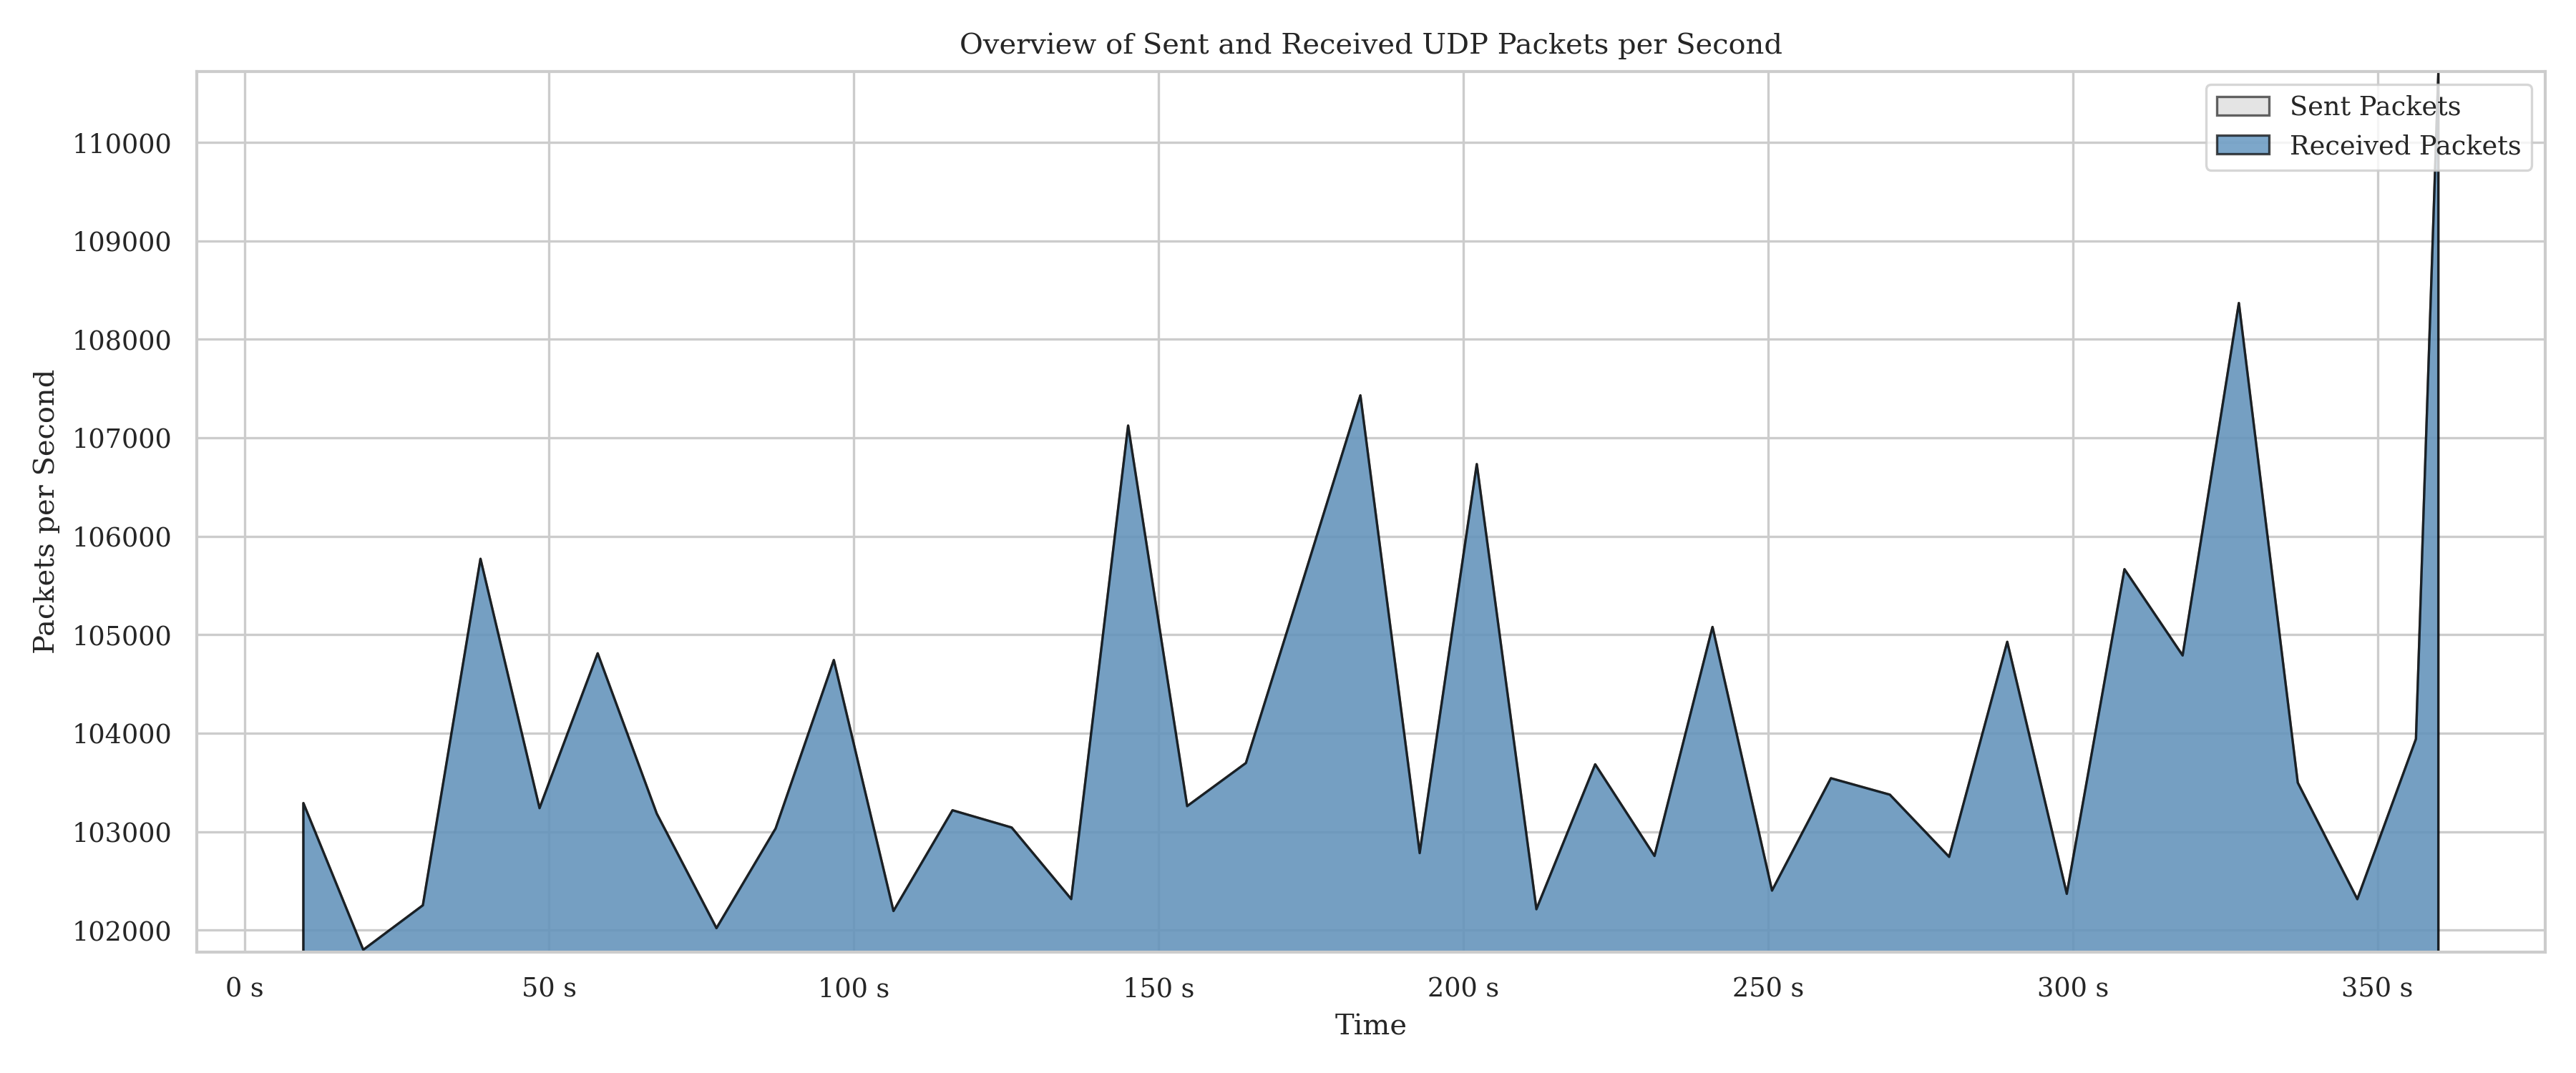 Overview of Sent and Received UDP Packets per Second
Sent Packets
Received Packets
Packets per Second
110000
109000
108000
107000
106000
105000
104000
103000
102000
0 s
50 s
100 s
150 s
200 s
250 s
300 s
350 s
Time